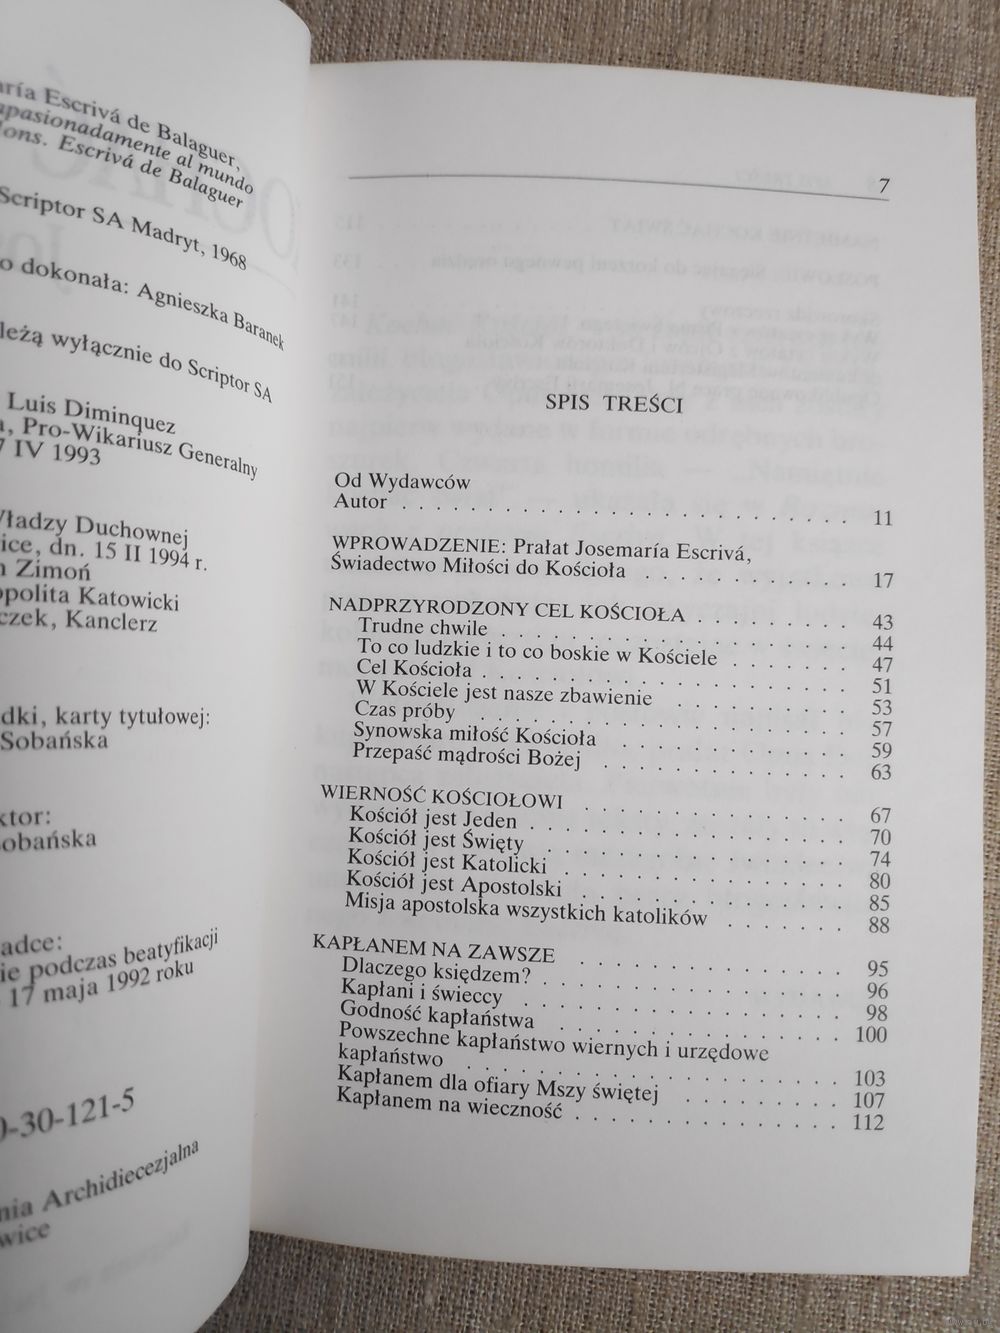 aría Escrivá de Balaguer,
apasionadamente al mundo
ons. Escrivá de Balaguer
Scriptor SA Madryt, 1968
o dokonała: Agnieszka Baranek
leżą wyłącznie do Scriptor SA
Luis Diminquez
a, Pro-Wikariusz Generalny
7 IV 1993
Władzy Duchownej
ice, dn. 15 II 1994 r.
n Zimoń
opolita Katowicki
czek, Kanclerz
dki, karty tytułowej:
Sobańska
ktor:
obańska
adce:
ie podczas beatyfikacji
17 maja 1992 roku
0-30-121-5
nia Archidiecezjalna
wice
7
SPIS TREŚCI
Od Wydawców
Autor . . . . . . . . . . . . . . . . . . . . . . . 11
WPROWADZENIE: Prałat Josemaría Escrivá,
Świadectwo Miłości do Kościoła . . . . . . . . . . 17
NADPRZYRODZONY CEL KOŚCIOŁA . . . . . . . . 43
Trudne chwile . . . . . . . . . . . . . . . . . 44
To co ludzkie i to co boskie w Kościele . . . . . . 47
Cel Kościoła . . . . . . . . . . . . . . . . . . 51
W Kościele jest nasze zbawienie . . . . . . . . . 53
Czas próby . . . . . . . . . . . . . . . . . . 57
Synowska miłość Kościoła . . . . . . . . . . . 59
Przepaść mądrości Bożej . . . . . . . . . . . . 63
WIERNOŚĆ KOŚCIOŁOWI . . . . . . . . . . . . 67
Kościół jest Jeden . . . . . . . . . . . . . . . 70
Kościół jest Święty . . . . . . . . . . . . . . . 74
Kościół jest Katolicki . . . . . . . . . . . . . . 80
Kościół jest Apostolski . . . . . . . . . . . . . 85
Misja apostolska wszystkich katolików . . . . . . 88
KAPŁANEM NA ZAWSZE . . . . . . . . . . . . 95
Dlaczego księdzem? . . . . . . . . . . . . . . 96
Kapłani i świeccy . . . . . . . . . . . . . . . 98
Godność kapłaństwa . . . . . . . . . . . . . . 100
Powszechne kapłaństwo wiernych i urzędowe
kapłaństwo . . . . . . . . . . . . . . . . . . 103
Kapłanem dla ofiary Mszy świętej . . . . . . . . 107
Kapłanem na wieczność . . . . . . . . . . . . . 112